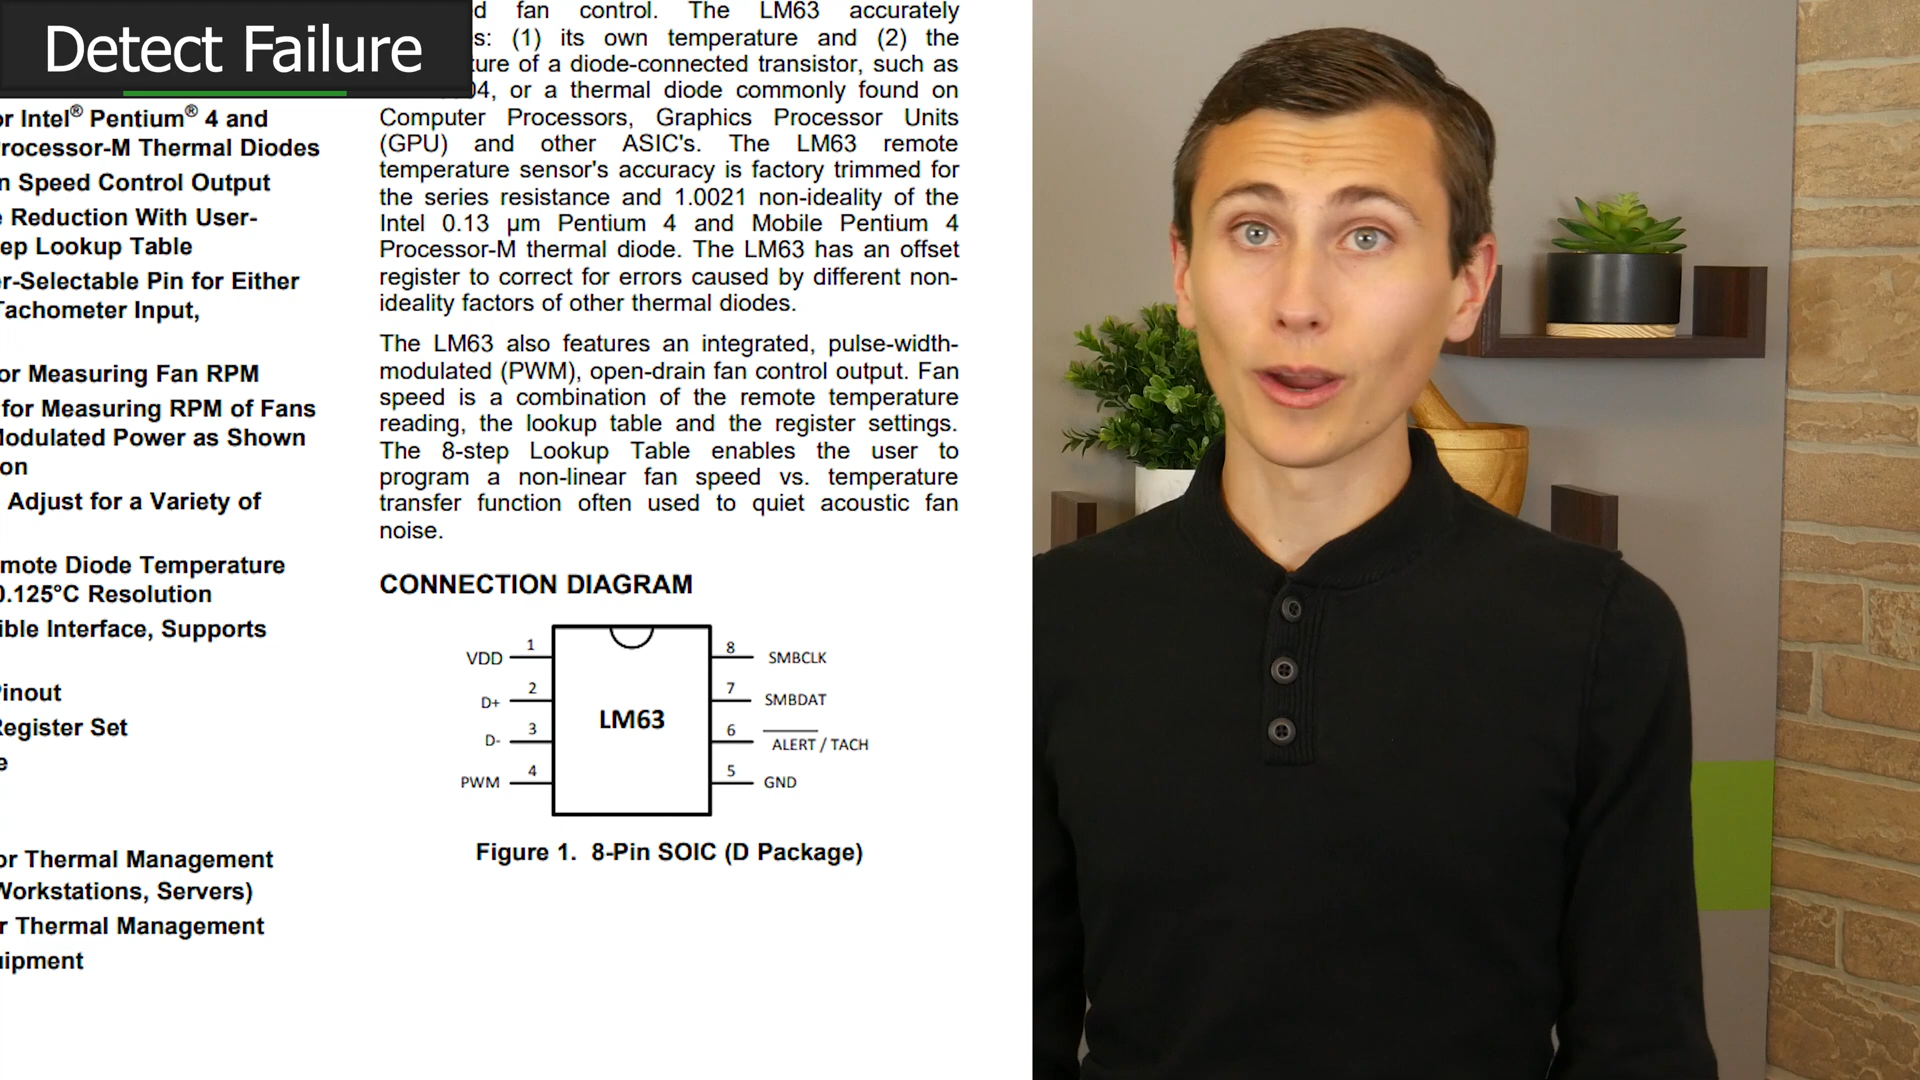 Detect Failure
or Intel® Pentium® 4 and
Processor-M Thermal Diodes
n Speed Control Output
e Reduction With User-
ep Lookup Table
er-Selectable Pin for Either
Tachometer Input,
or Measuring Fan RPM
for Measuring RPM of Fans
Modulated Power as Shown
on
Adjust for a Variety of
mote Diode Temperature
0.125°C Resolution
ible Interface, Supports
Pinout
Register Set
e
or Thermal Management
Workstations, Servers)
r Thermal Management
uipment
d fan control. The LM63 accurately
s: (1) its own temperature and (2) the
ture of a diode-connected transistor, such as
04, or a thermal diode commonly found on
Computer Processors, Graphics Processor Units
(GPU) and other ASIC's. The LM63 remote
temperature sensor's accuracy is factory trimmed for
the series resistance and 1.0021 non-ideality of the
Intel 0.13 µm Pentium 4 and Mobile Pentium 4
Processor-M thermal diode. The LM63 has an offset
register to correct for errors caused by different non-
ideality factors of other thermal diodes.
The LM63 also features an integrated, pulse-width-
modulated (PWM), open-drain fan control output. Fan
speed is a combination of the remote temperature
reading, the lookup table and the register settings.
The 8-step Lookup Table enables the user to
program a non-linear fan speed vs. temperature
transfer function often used to quiet acoustic fan
noise.
CONNECTION DIAGRAM
VDD 1 8 SMBCLK
D+ 2 7 SMBDAT
LM63
D- 3 6 ALERT / TACH
PWM 4 5 GND
Figure 1. 8-Pin SOIC (D Package)